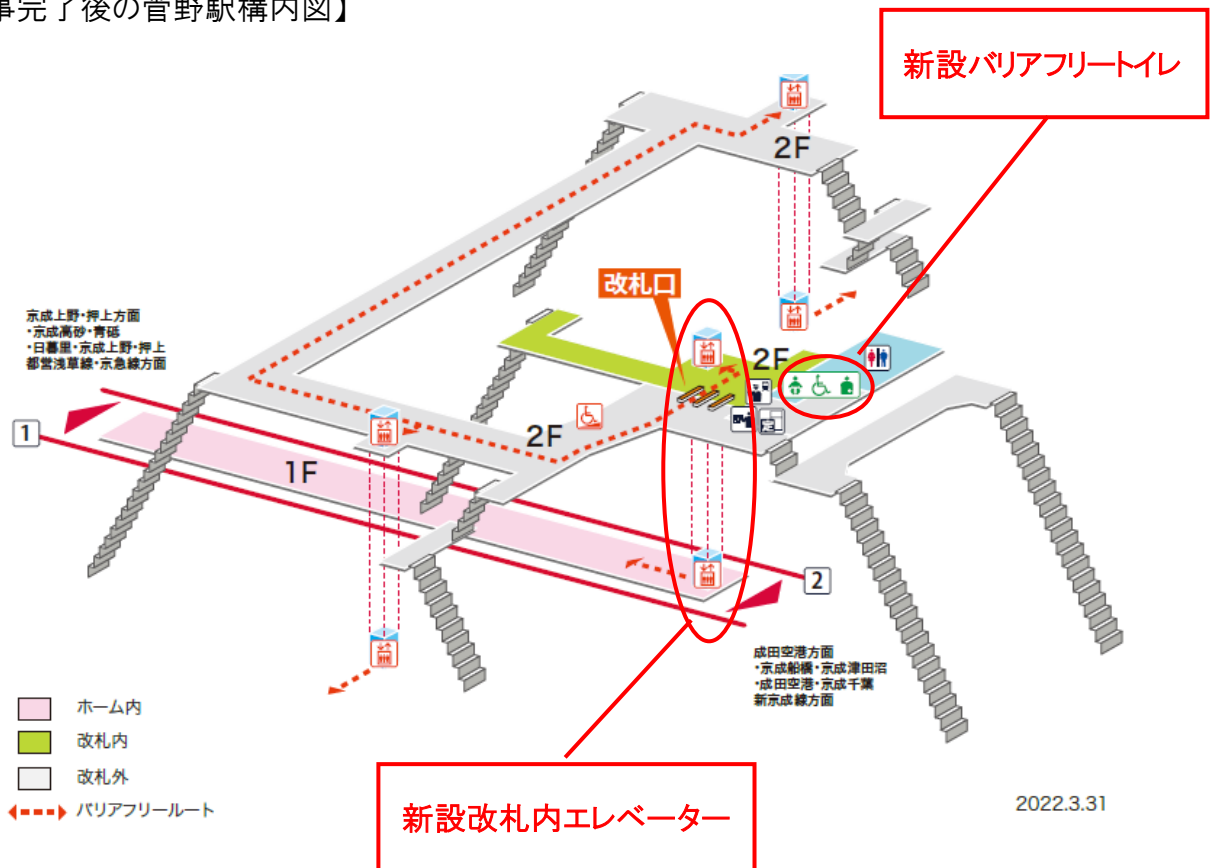 事完了後の菅野駅構内図】
新設バリアフリートイレ
2F
改札口
京成上野・押上方面
・京成高砂・青砥
・日暮里・京成上野・押上
都営浅草線・京急線方面
2F
1
2F
1F
2
成田空港方面
・京成船橋・京成津田沼
・成田空港・京成千葉
新京成線方面
ホーム内
改札内
改札外
バリアフリールート
新設改札内エレベーター
2022.3.31